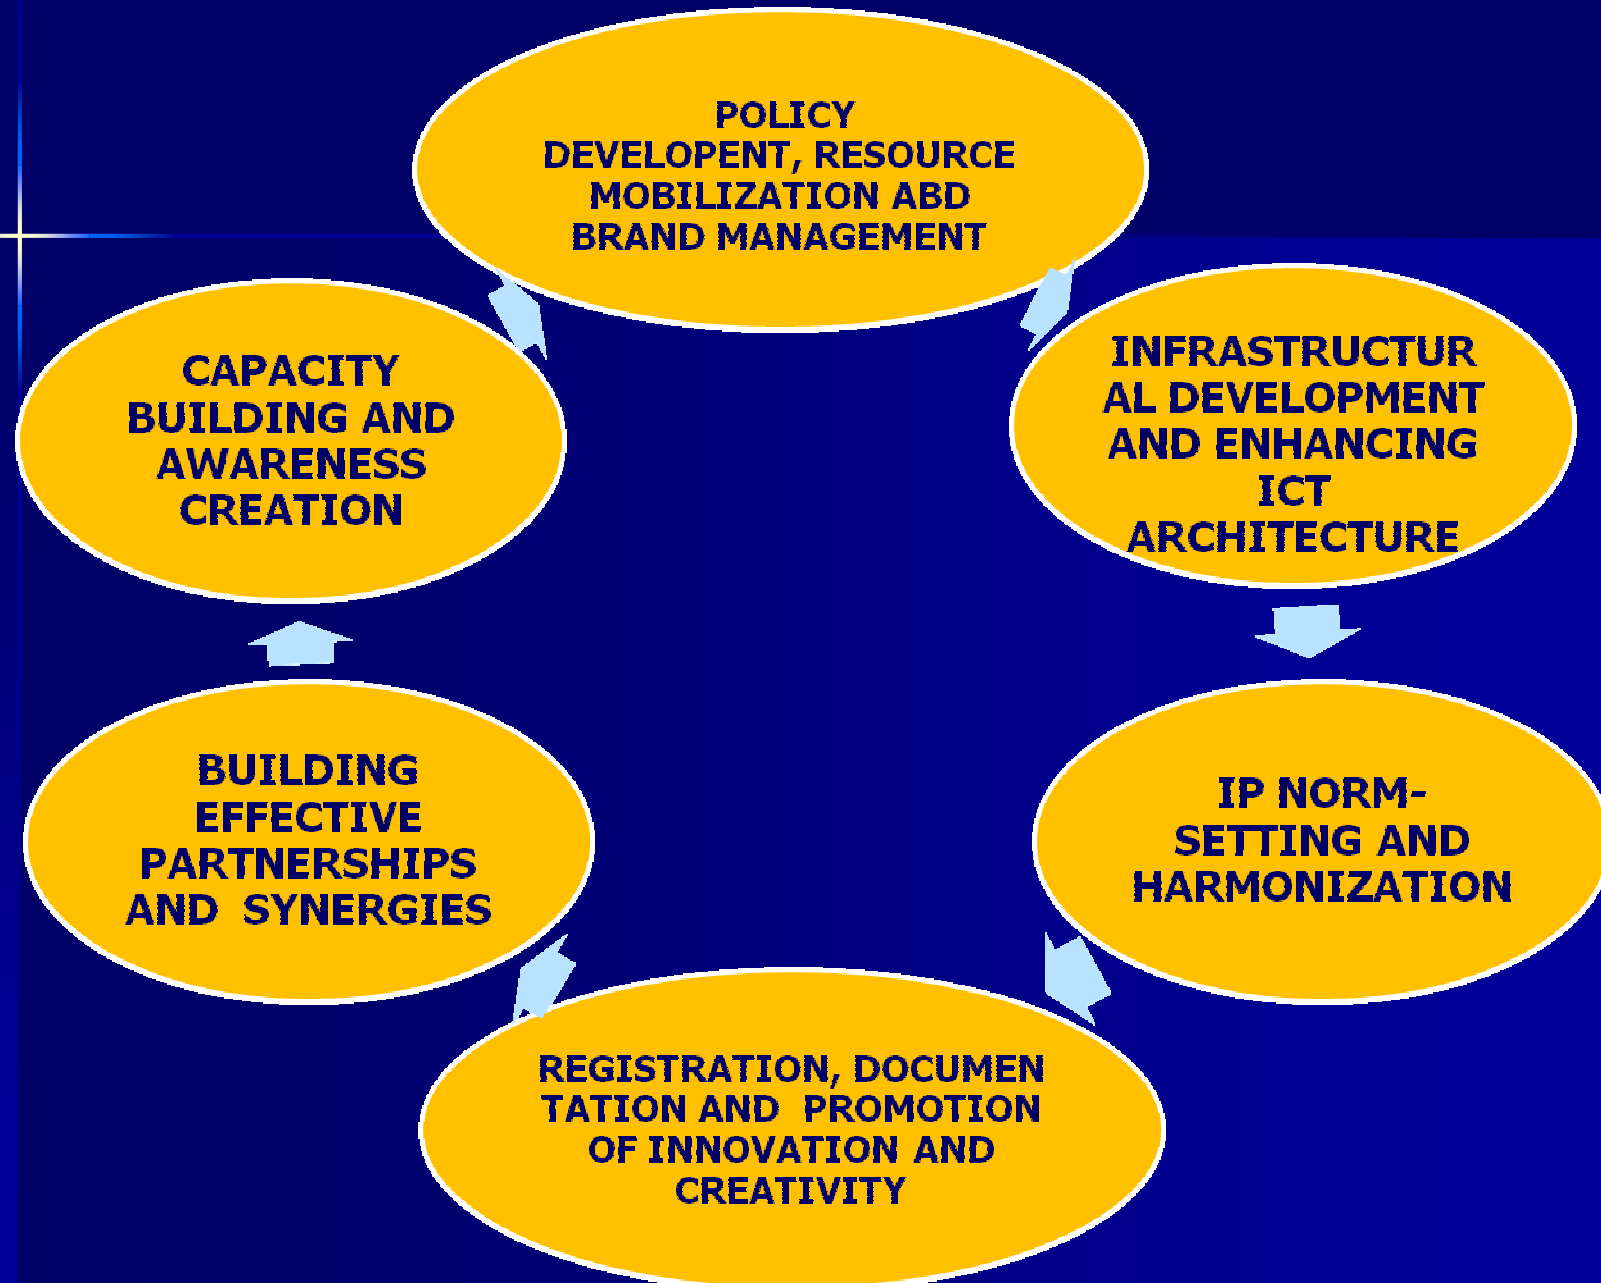 POLICY
DEVELOPENT, RESOURCE
MOBILIZATION ABD
BRAND MANAGEMENT
INFRASTRUCTUR
AL DEVELOPMENT
AND ENHANCING
ICT
ARCHITECTURE
IP NORM-
SETTING AND
HARMONIZATION
REGISTRATION, DOCUMEN
TATION AND  PROMOTION
OF INNOVATION AND
CREATIVITY
BUILDING
EFFECTIVE
PARTNERSHIPS
AND  SYNERGIES
CAPACITY
BUILDING AND
AWARENESS
CREATION